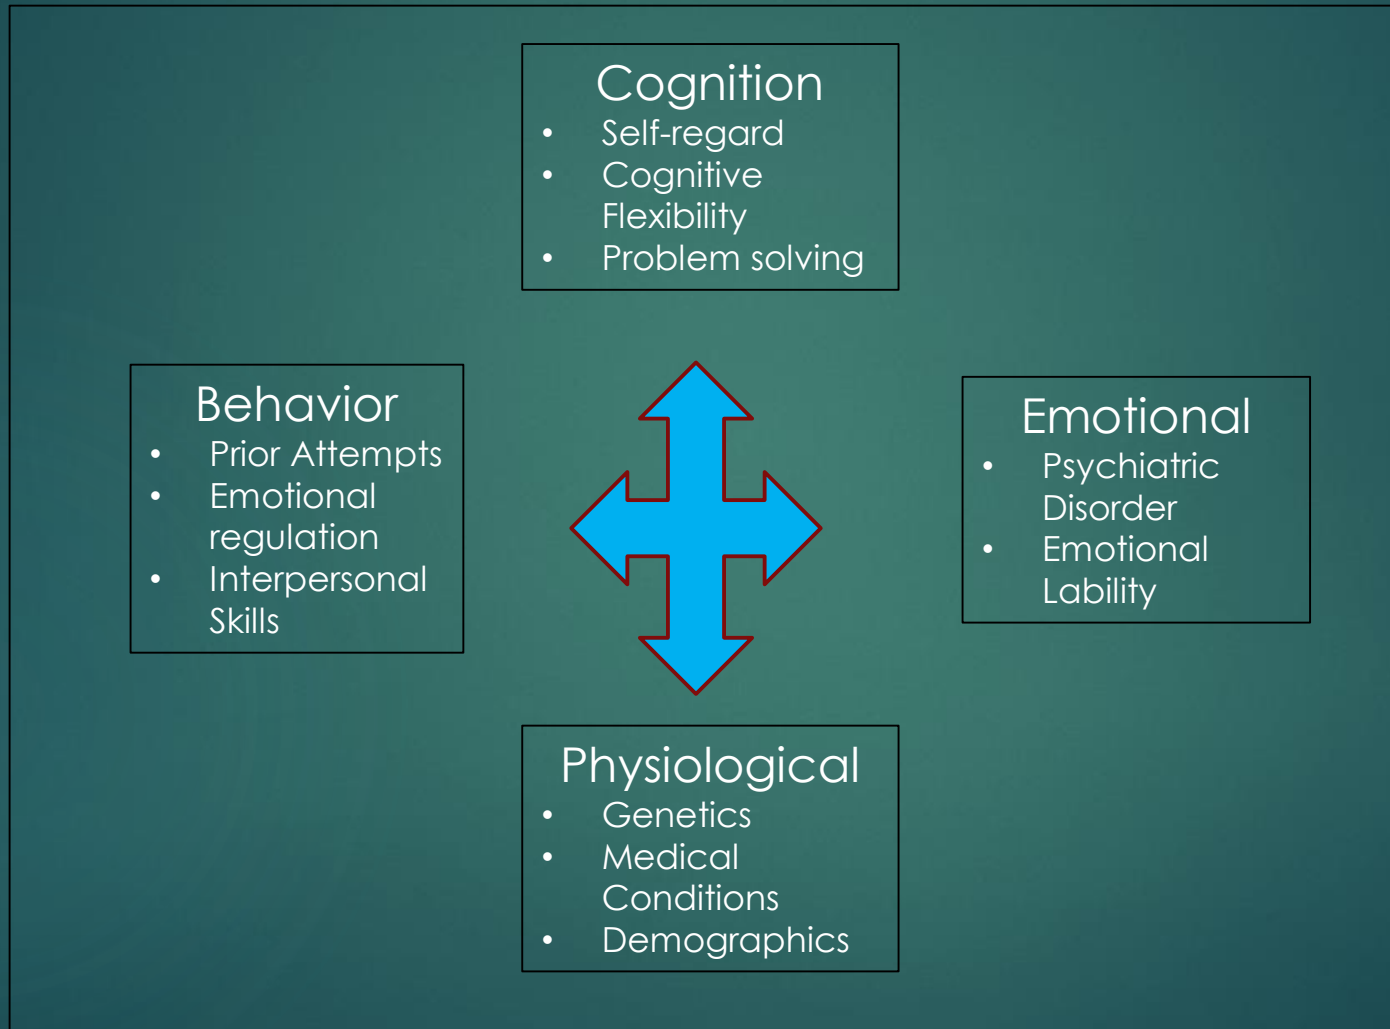 Cognition
• Self-regard
• Cognitive
Flexibility
• Problem solving
Behavior
• Prior Attempts
• Emotional
regulation
• Interpersonal
Skills
Emotional
• Psychiatric
Disorder
• Emotional
Lability
Physiological
• Genetics
• Medical
Conditions
• Demographics